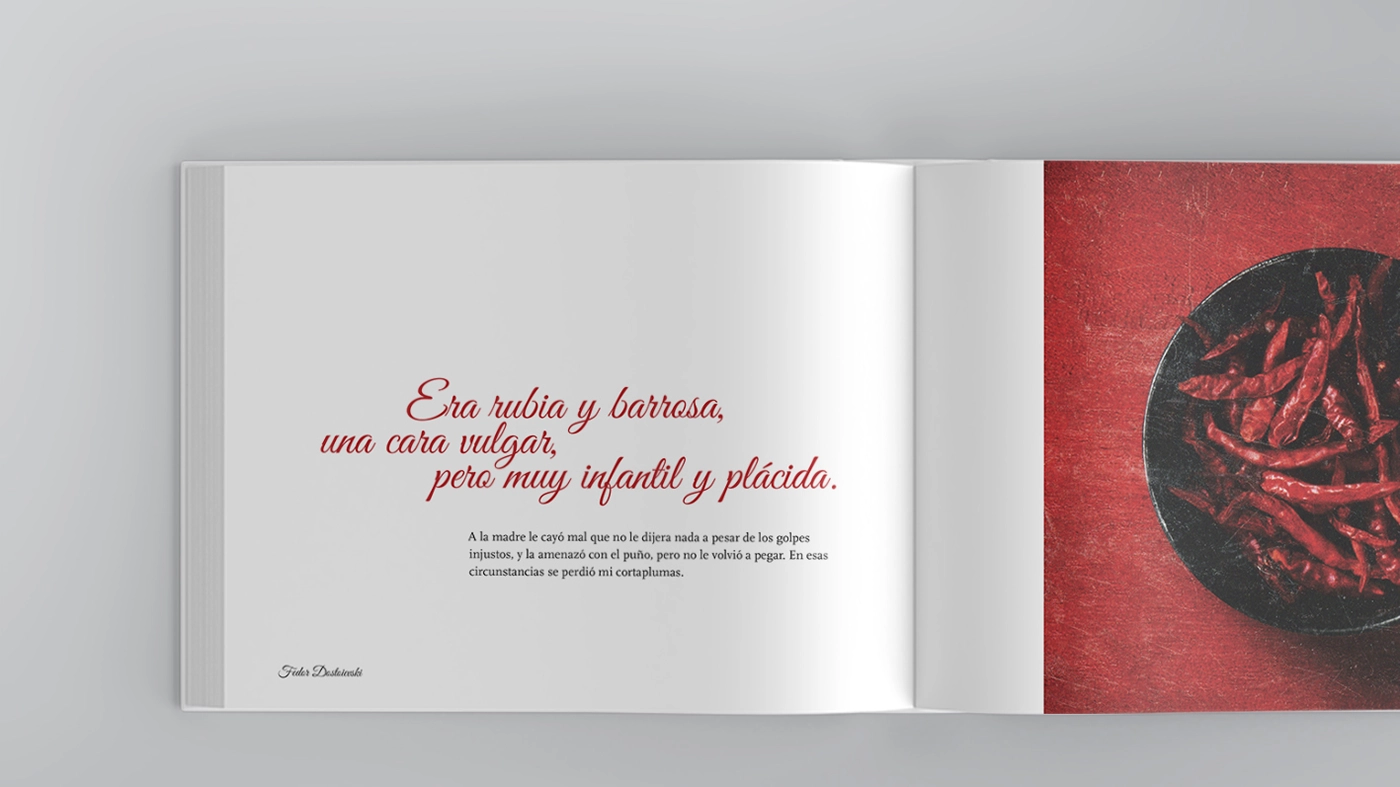 Era rubia y barrosa,
una cara vulgar,
pero muy infantil y plácida.
A la madre le cayó mal que no le dijera nada a pesar de los golpes
injustos, y la amenazó con el puño, pero no le volvió a pegar. En esas
circunstancias se perdió mi cortaplumas.
Fedor Dostoievski